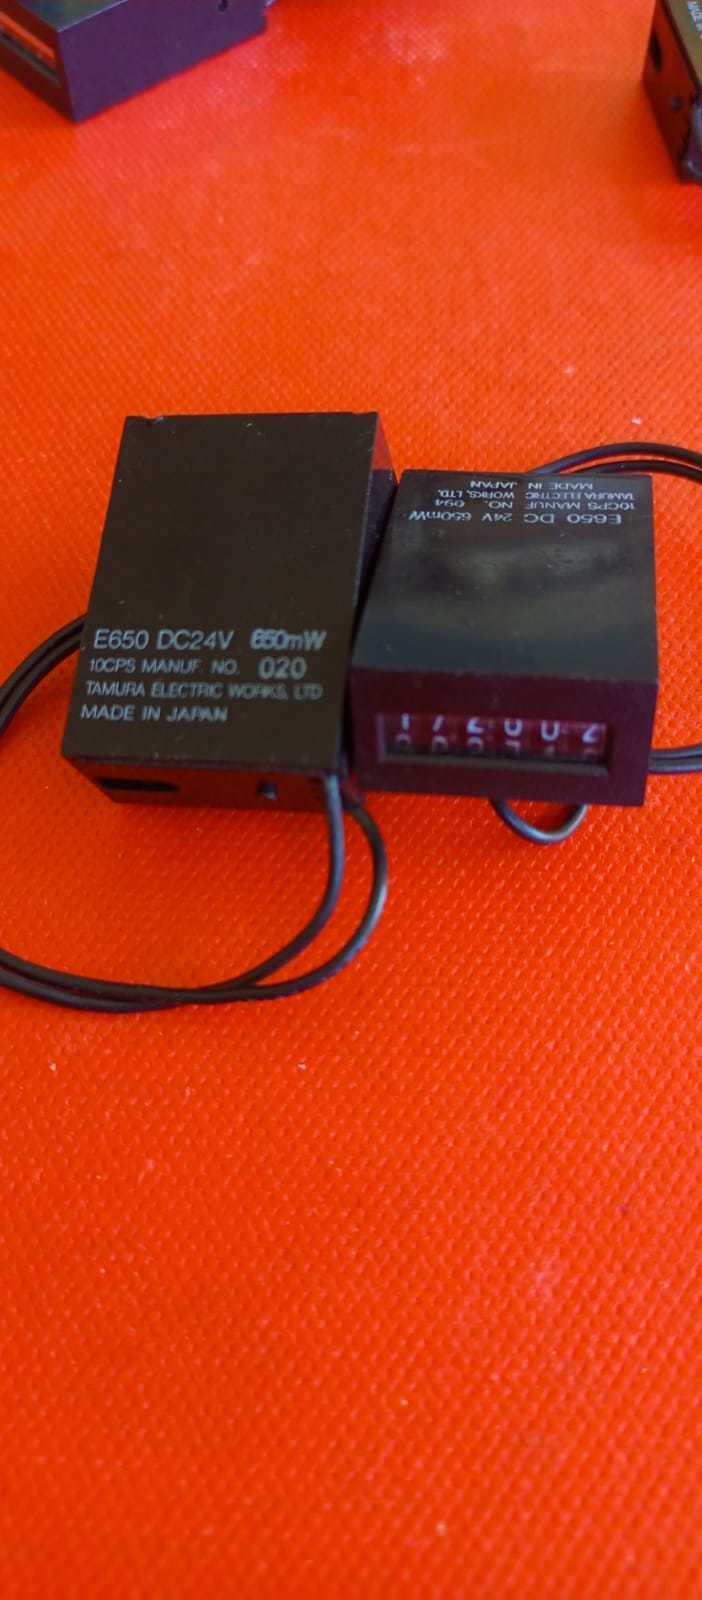 E650 DC24V 650mW
10CPS MANUF. NO. 020
TAMURA ELECTRIC WORKS, LTD
MADE IN JAPAN
E650 DC 24V 650mW
10CPS MANUF NO. 094
TAMURA ELECTRIC WORKS, LTD.
MADE IN JAPAN